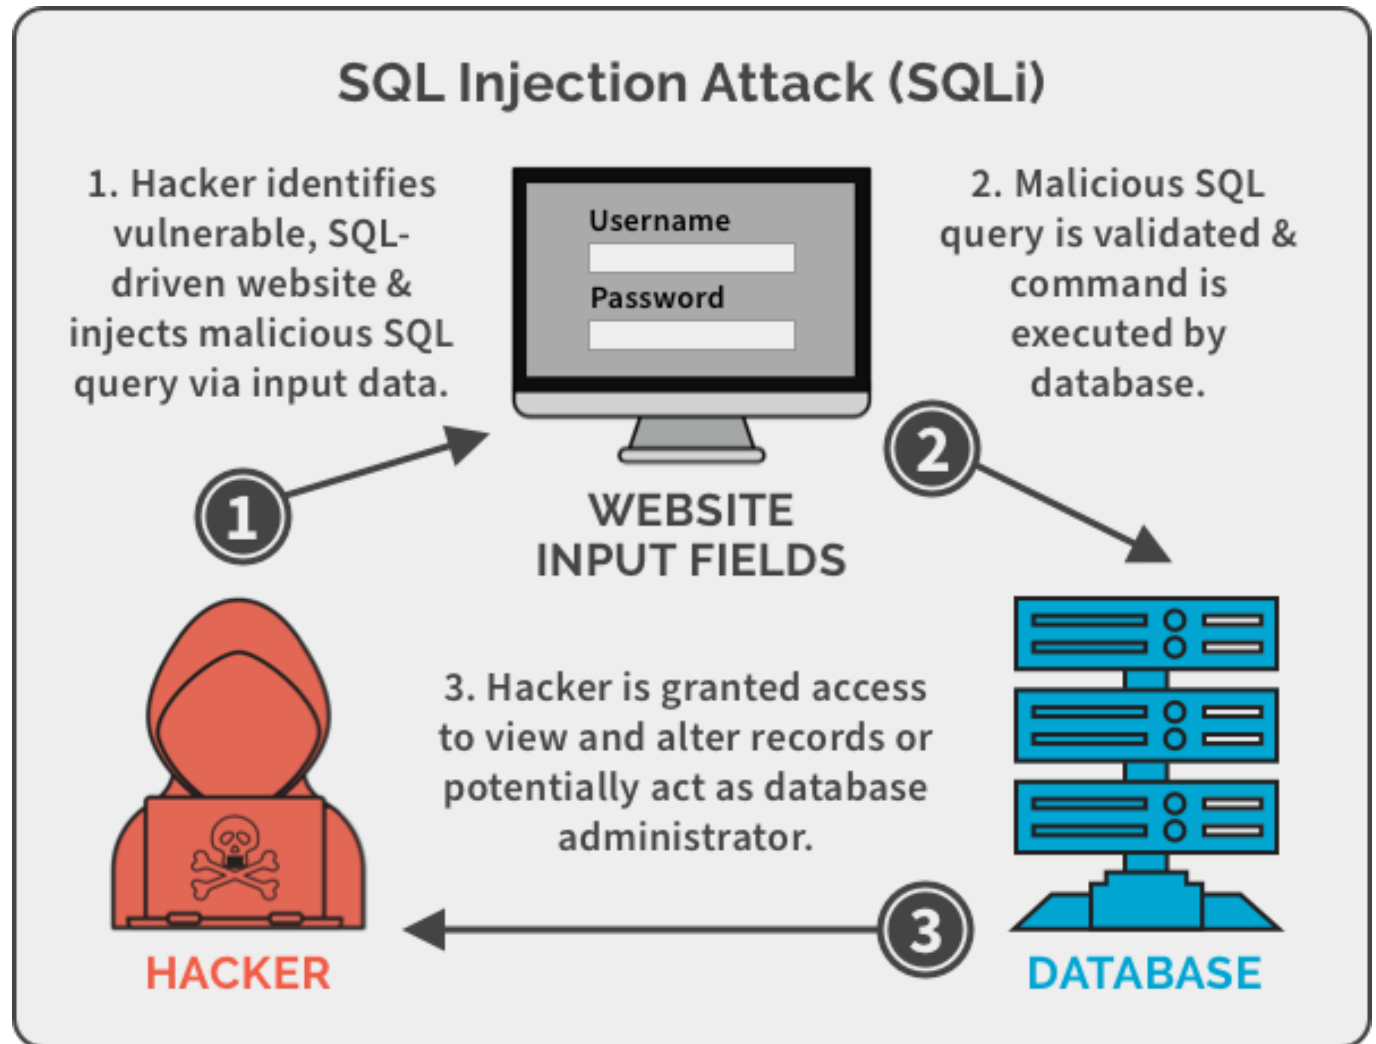 SQL Injection Attack (SQLi)
1. Hacker identifies
vulnerable, SQL-
driven website &
injects malicious SQL
query via input data.
Username
Password
2. Malicious SQL
query is validated &
command is
executed by
database.
1
2
WEBSITE
INPUT FIELDS
3. Hacker is granted access
to view and alter records or
potentially act as database
administrator.
3
HACKER
DATABASE